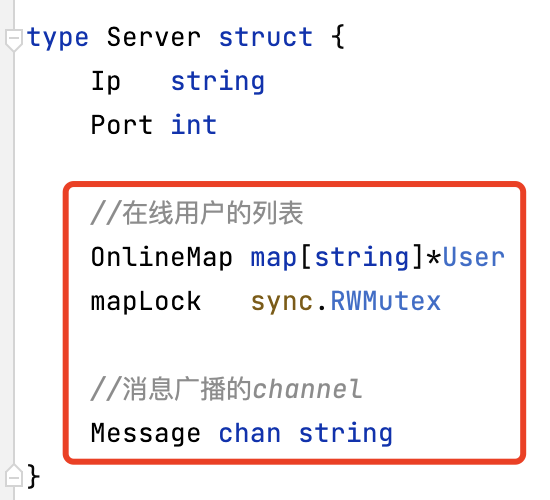 type Server struct {
    Ip   string
    Port int

    //在线用户的列表
    OnlineMap map[string]*User
    mapLock   sync.RWMutex

    //消息广播的channel
    Message chan string
}